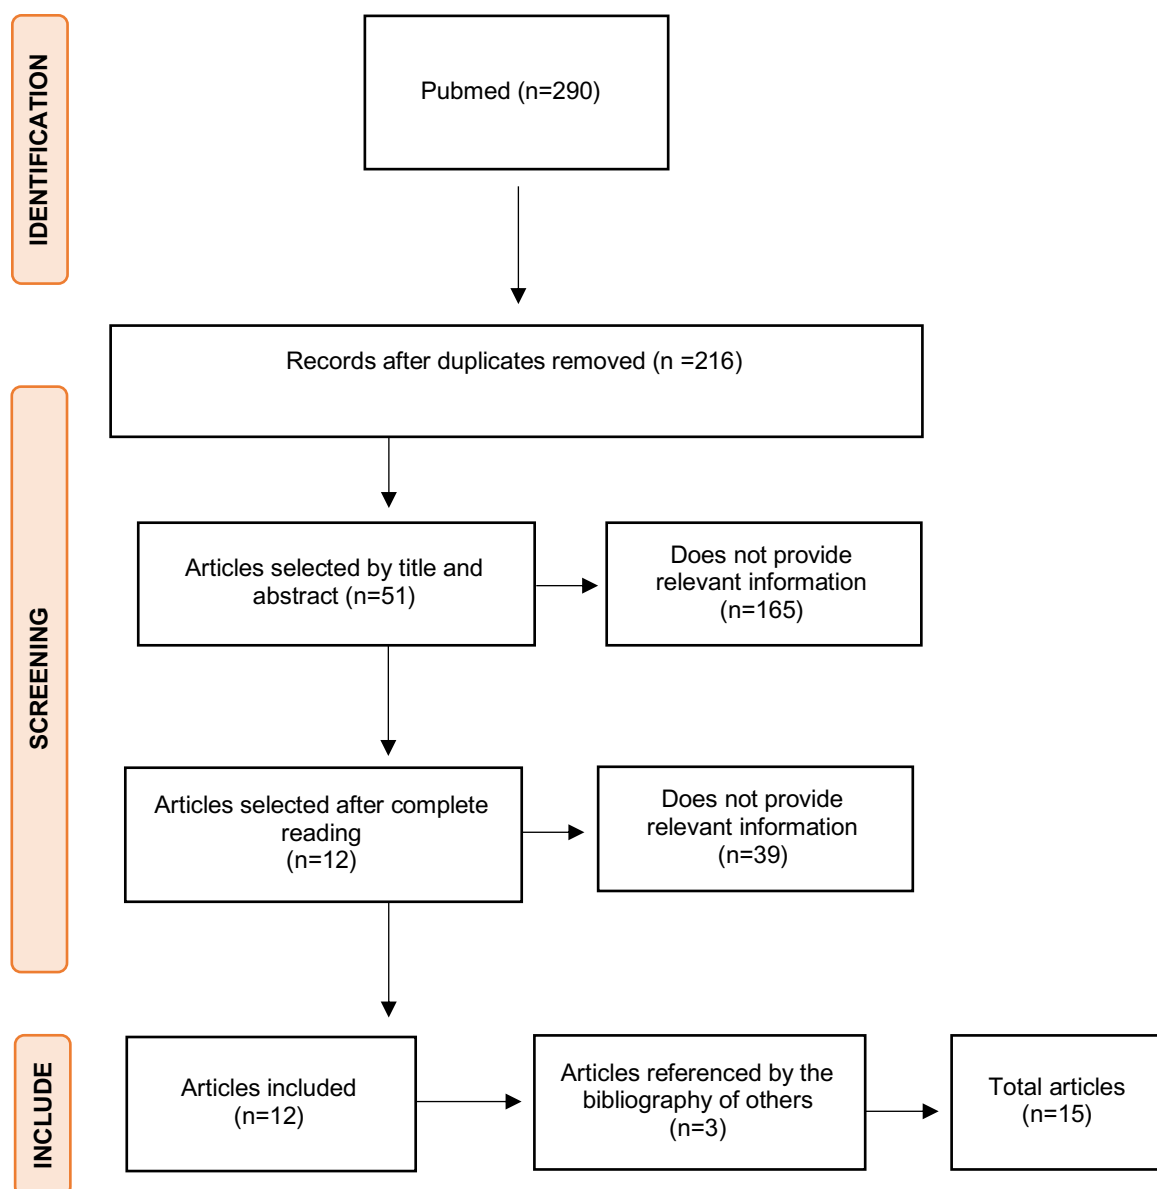 IDENTIFICATION
Pubmed (n=290)
Records after duplicates removed (n =216)
SCREENING
Articles selected by title and
abstract (n=51)
Does not provide
relevant information
(n=165)
Articles selected after complete
reading
(n=12)
Does not provide
relevant information
(n=39)
INCLUDE
Articles included
(n=12)
Articles referenced by the
bibliography of others
(n=3)
Total articles
(n=15)